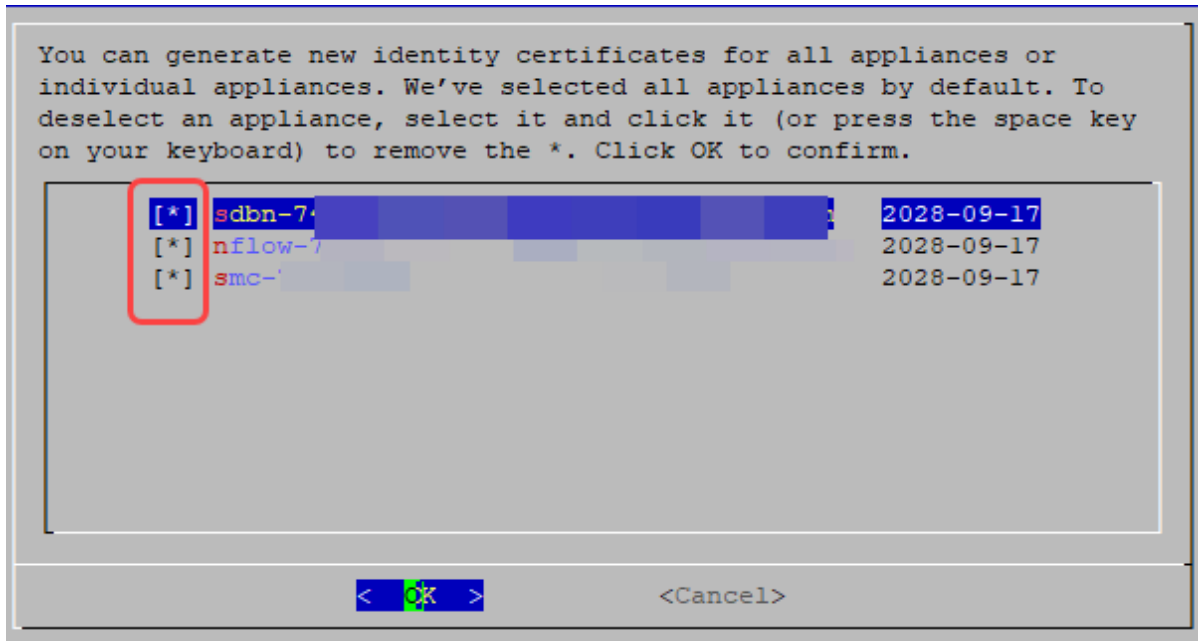 You can generate new identity certificates for all appliances or
individual appliances. We've selected all appliances by default. To
deselect an appliance, select it and click it (or press the space key
on your keyboard) to remove the *. Click OK to confirm.
[*] sdbn-74 2028-09-17
[*] nflow-7 2028-09-17
[*] smc- 2028-09-17
< OK > <Cancel>